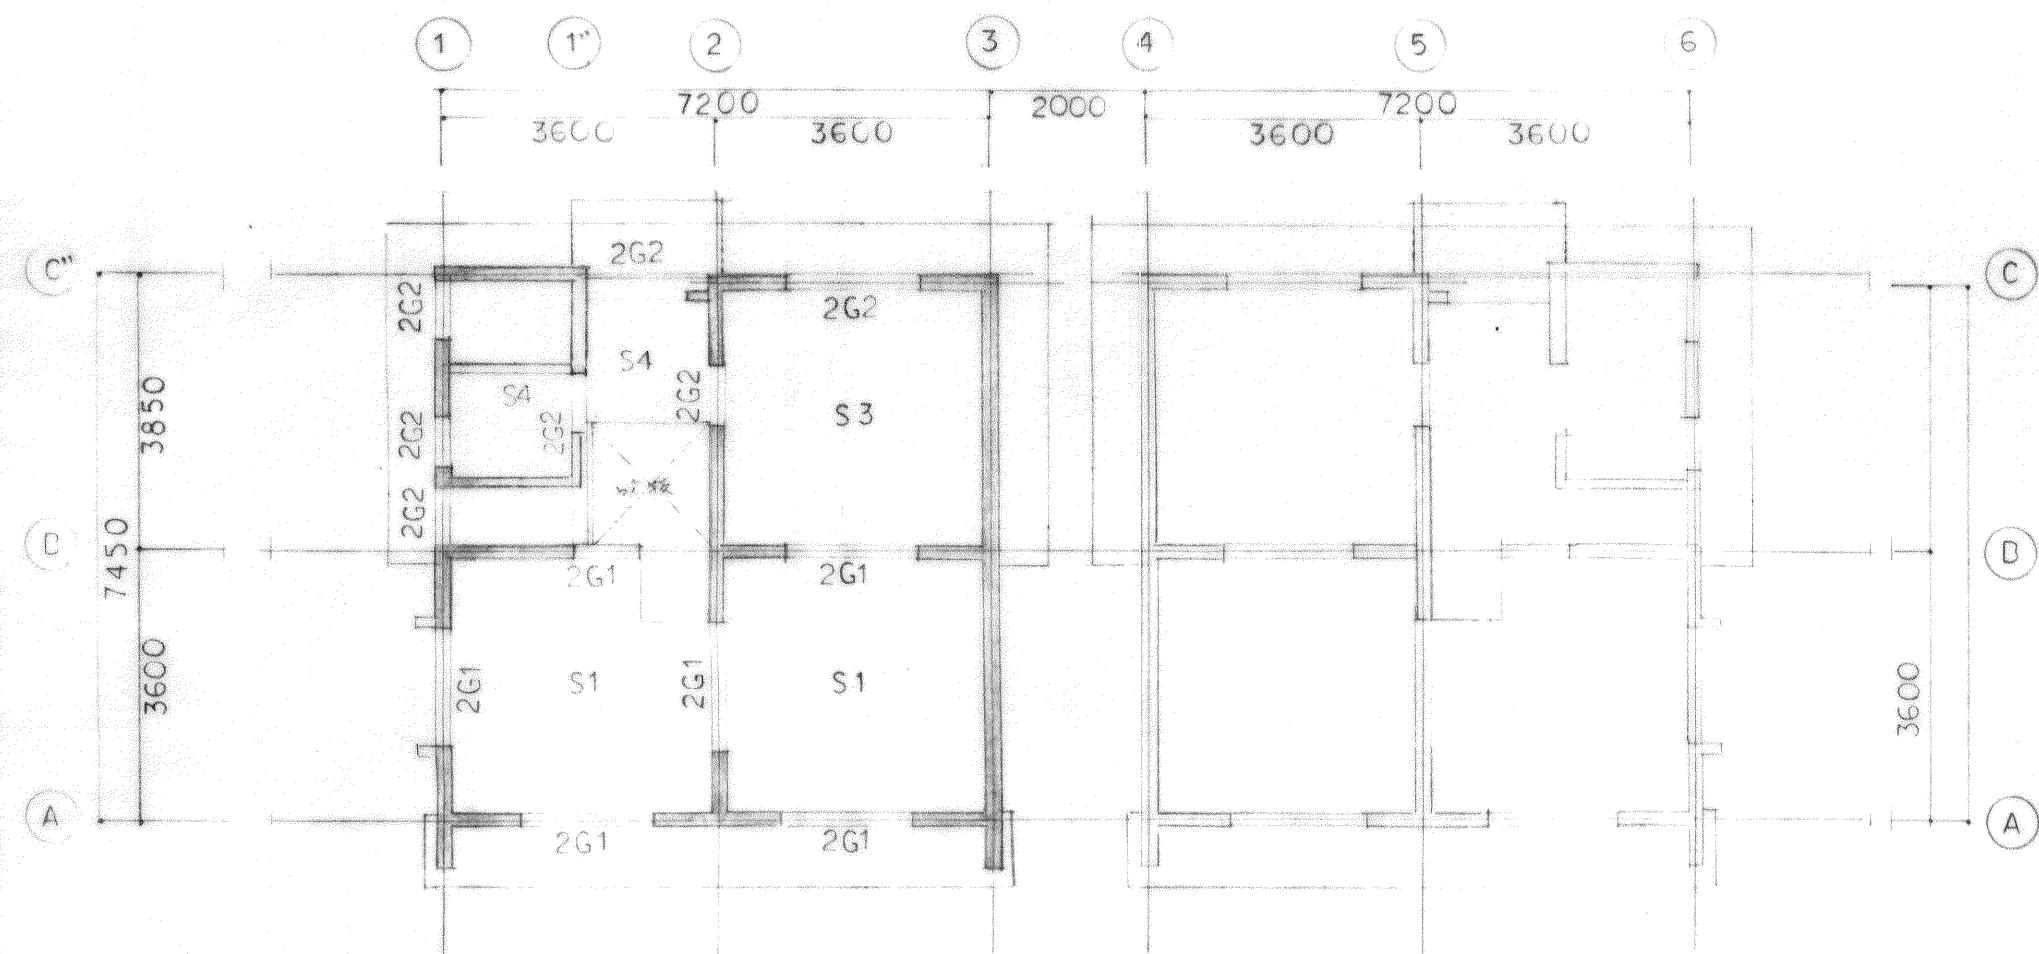 1 1" 2 3 4 5 6
7200 2000 7200
3600 3600 3600 3600
C" C
2G2
2G2 2G2
S4
S4 2G2 S3
3850
2G2 2G2
2G2
B B
7450
2G1 2G1
3600 2G1 S1 2G1 S1 3600
A A
2G1 2G1